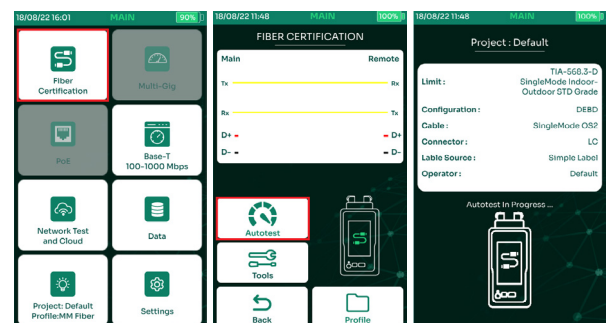 18/08/22 16:01 MAIN 90%
Fiber
Certification
Multi-Gig
PoE
Base-T
100-1000 Mbps
Network Test
and Cloud
Data
Project: Default
Profile:MM Fiber
Settings
18/08/22 11:48 MAIN 100%
FIBER CERTIFICATION
Main Remote
Tx Rx
Rx Tx
D+ - - D+
D- - - D-
Autotest
Tools
Back
Profile
18/08/22 11:48 MAIN 100%
Project : Default
Limit : TIA-568.3-D
SingleMode Indoor-
Outdoor STD Grade
Configuration : DEBD
Cable : SingleMode OS2
Connector : LC
Lable Source : Simple Label
Operator : Default
Autotest In Progress ...